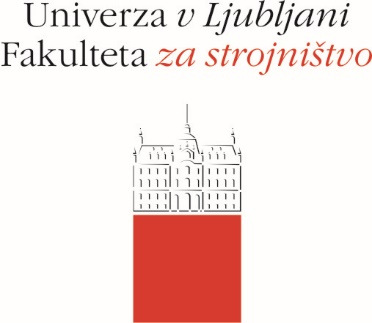 Univerza v Ljubljani
Fakulteta za strojništvo